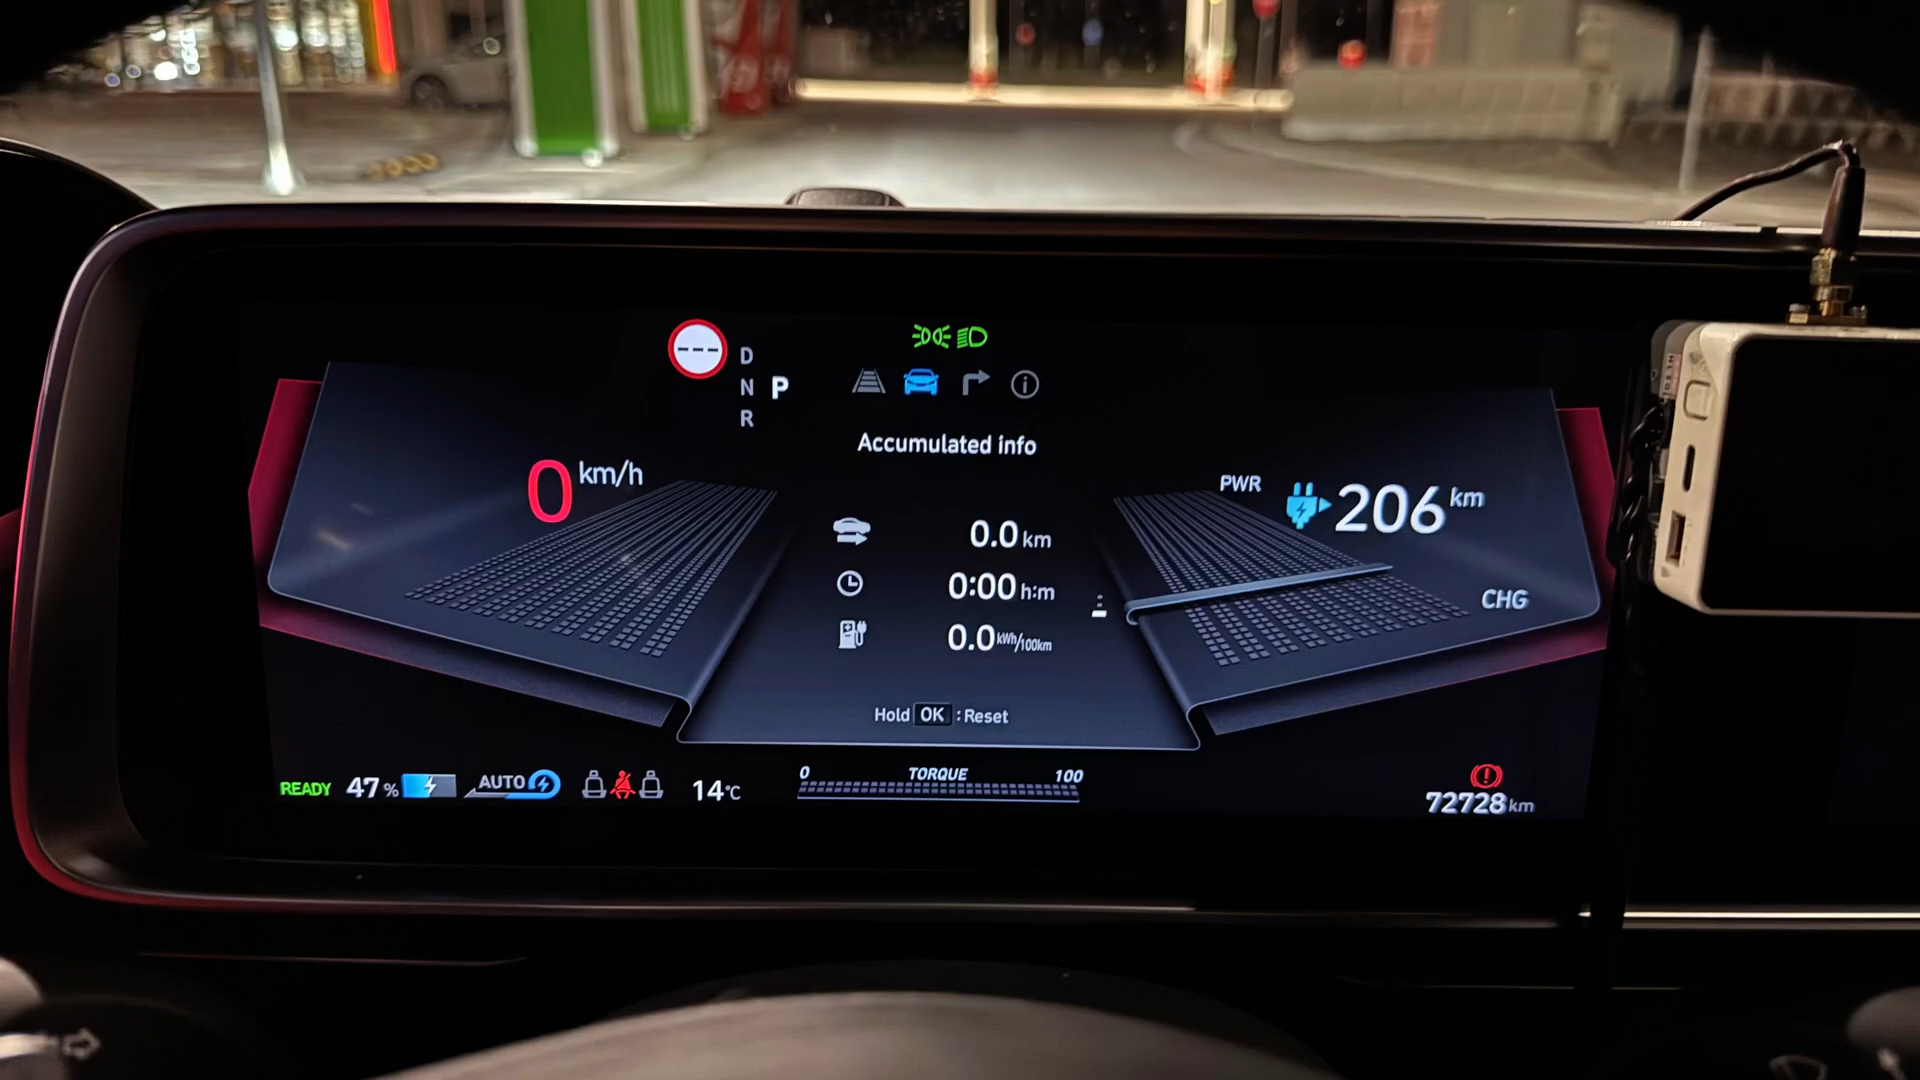 D
N P
R
Accumulated info
0 km/h
PWR
206 km
0.0 km
0:00 h:m
CHG
0.0 kWh/100km
Hold OK : Reset
READY 47 % AUTO 14°C
0 TORQUE 100
72728 km